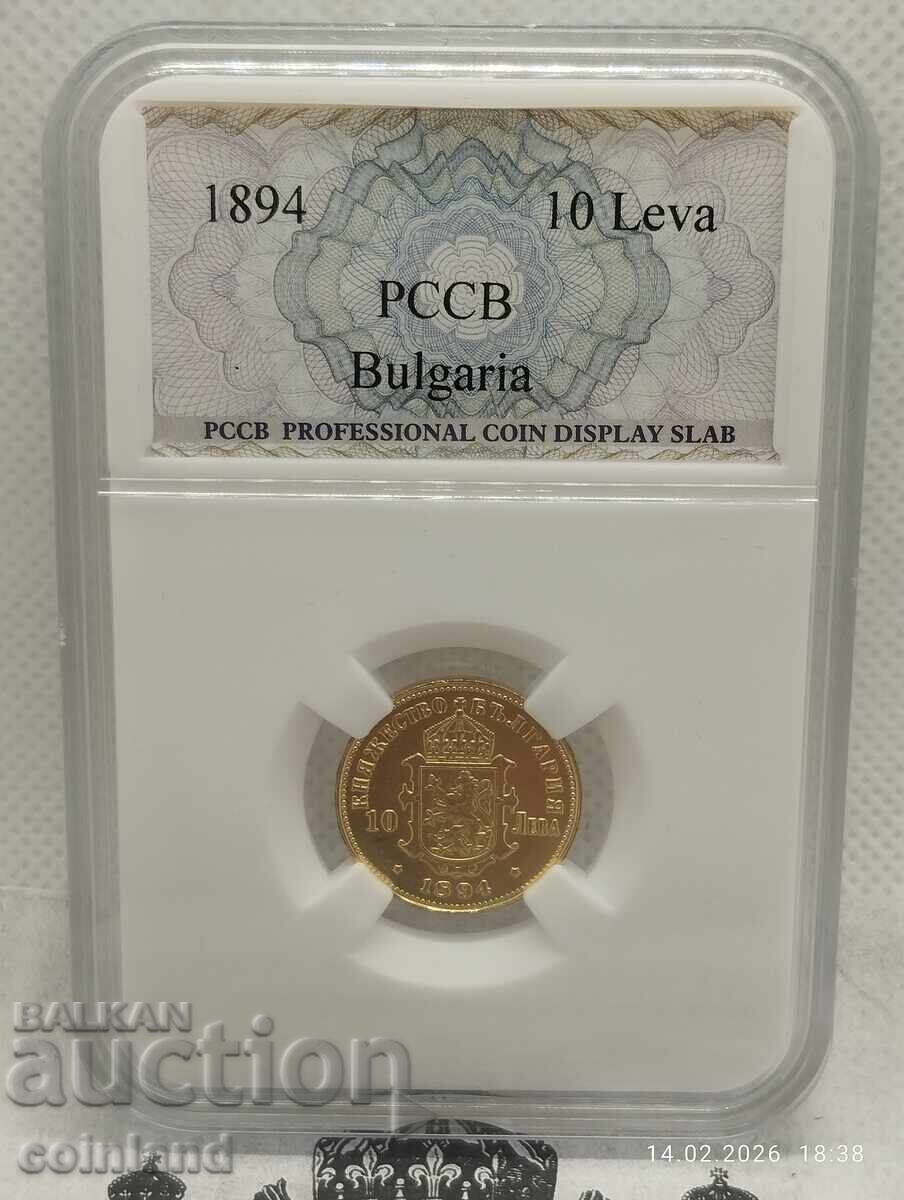 1894 10 Leva
PCCB
Bulgaria
PCCB PROFESSIONAL COIN DISPLAY SLAB
КНЯЖЕСТВО БЪЛГАРИЯ
10 ЛЕВА
1894
BALKAN
auction
coinland
14.02.2026 18:38